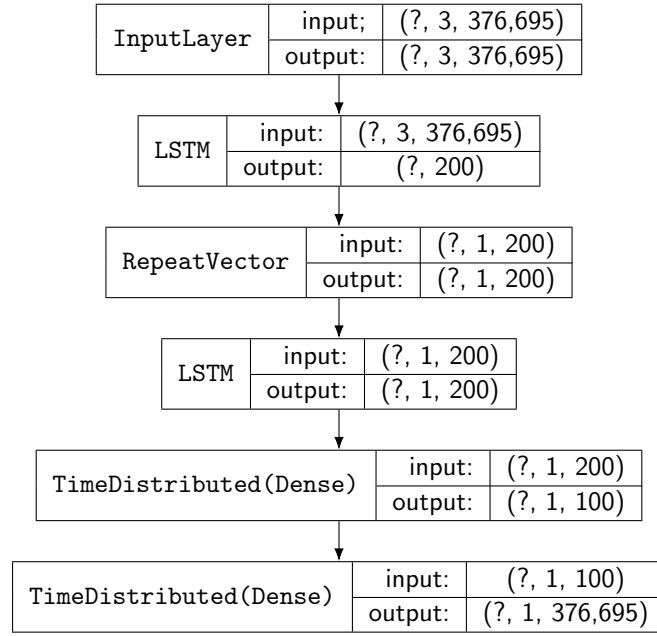 InputLayer input; (?, 3, 376,695)
output: (?, 3, 376,695)
LSTM input: (?, 3, 376,695)
output: (?, 200)
RepeatVector input: (?, 1, 200)
output: (?, 1, 200)
LSTM input: (?, 1, 200)
output: (?, 1, 200)
TimeDistributed(Dense) input: (?, 1, 200)
output: (?, 1, 100)
TimeDistributed(Dense) input: (?, 1, 100)
output: (?, 1, 376,695)